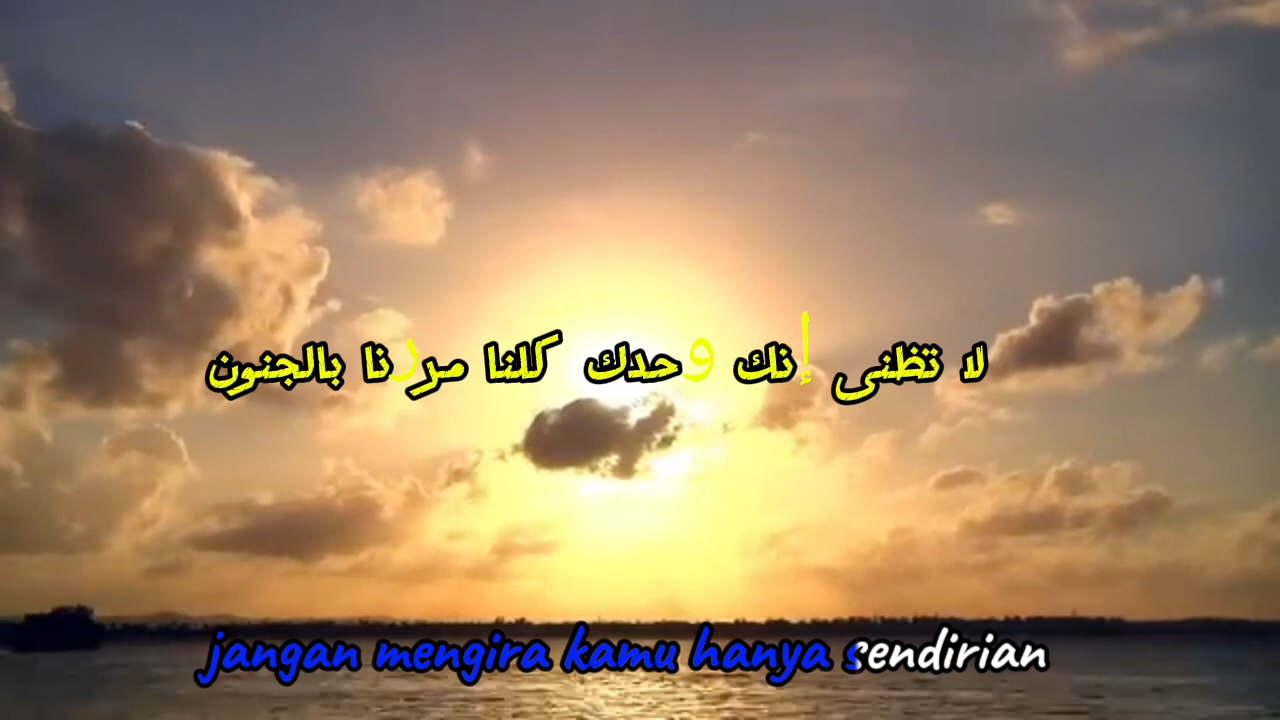 لا تظنى إنك وحدك كلنا مررنا بالجنون
jangan mengira kamu hanya sendirian